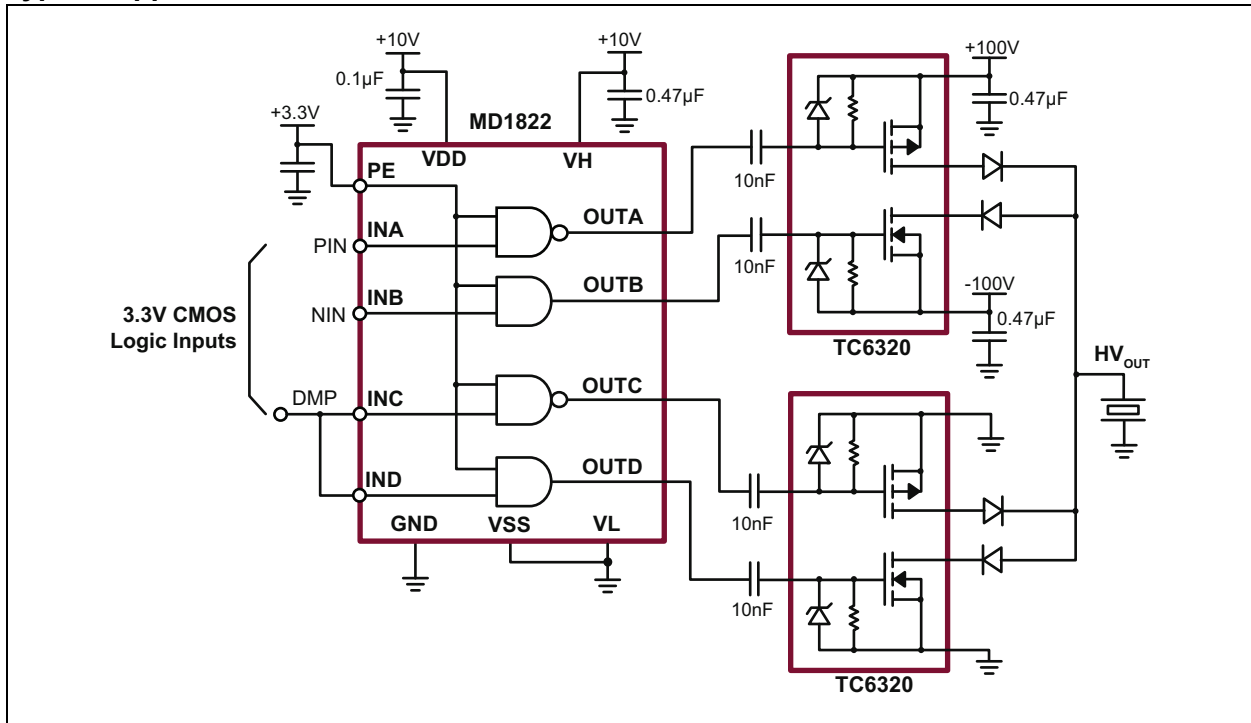 +10V
+10V
+100V
0.1µF
0.47µF
0.47µF
+3.3V
MD1822
VDD
VH
PE
10nF
OUTA
INA
PIN
10nF
OUTB
INB
NIN
-100V
0.47µF
3.3V CMOS
Logic Inputs
TC6320
HVOUT
DMP
INC
OUTC
OUTD
IND
10nF
GND
VSS
VL
10nF
TC6320